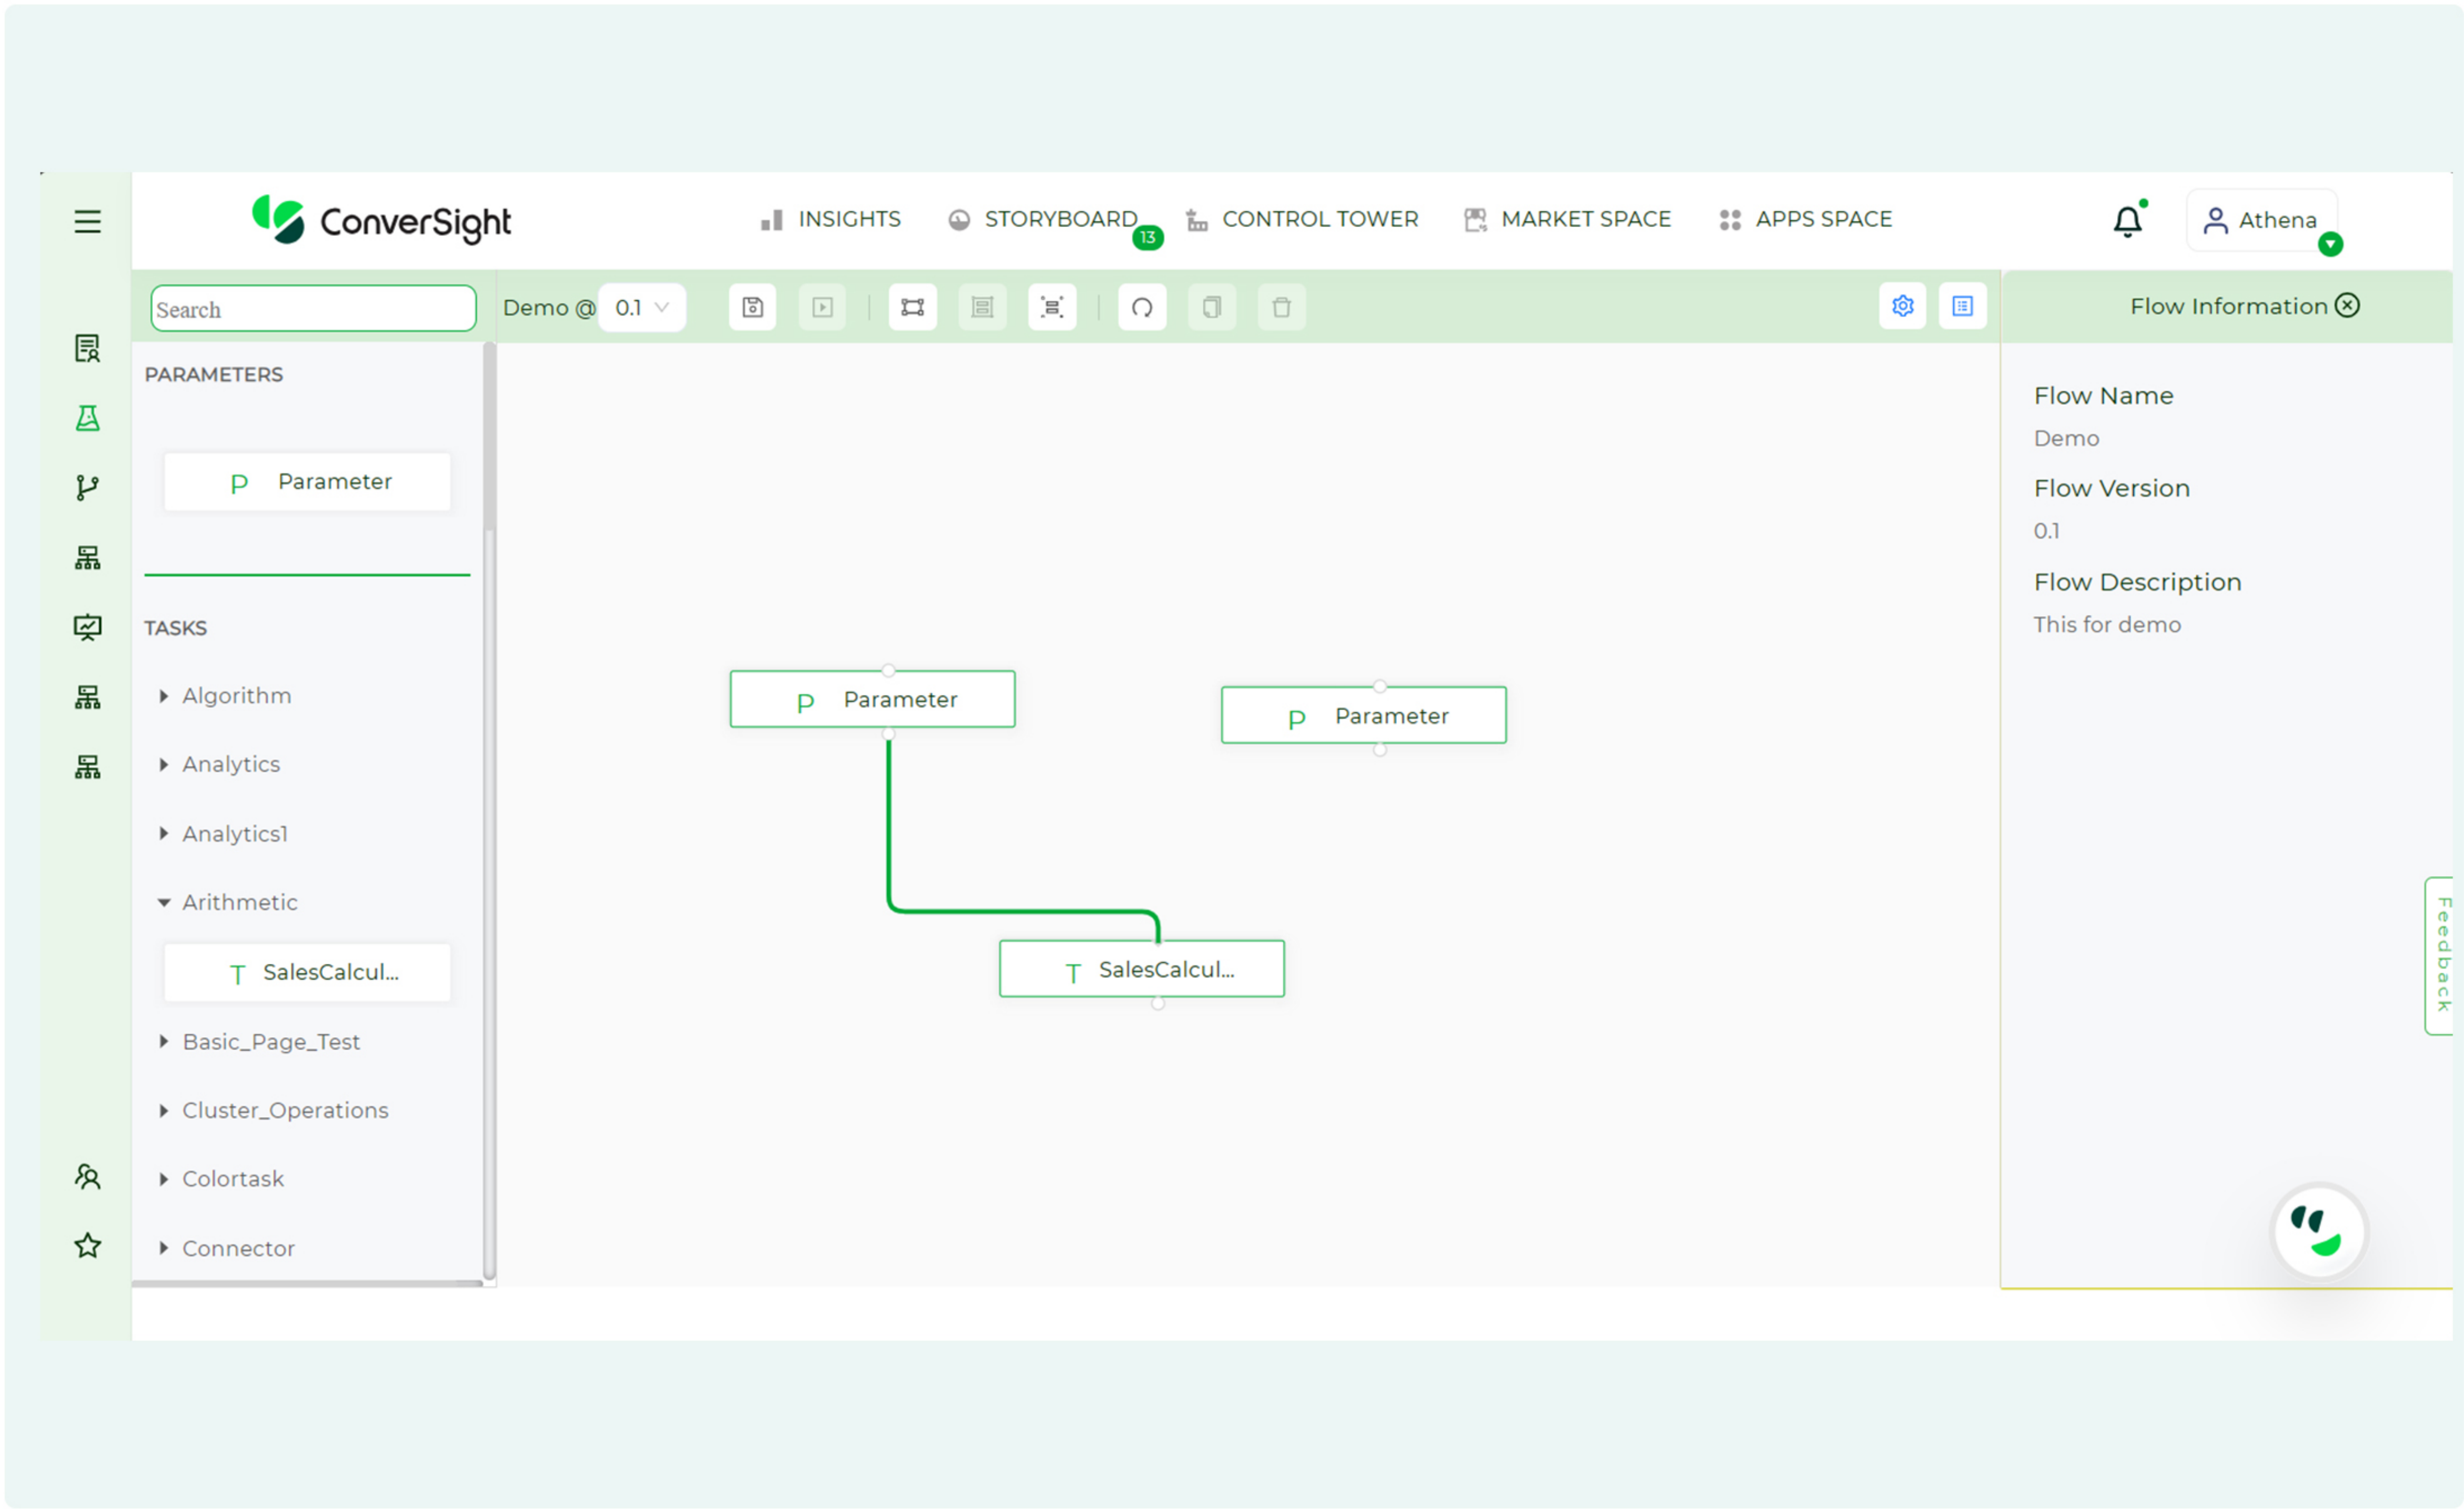 ConverSight
INSIGHTS
STORYBOARD
13
CONTROL TOWER
MARKET SPACE
APPS SPACE
Athena
Search
Demo @
0.1
Flow Information
PARAMETERS
P Parameter
TASKS
Algorithm
Analytics
Analytics1
Arithmetic
T SalesCalcul...
Basic_Page_Test
Cluster_Operations
Colortask
Connector
P Parameter
P Parameter
T SalesCalcul...
Flow Name
Demo
Flow Version
0.1
Flow Description
This for demo
Feedback